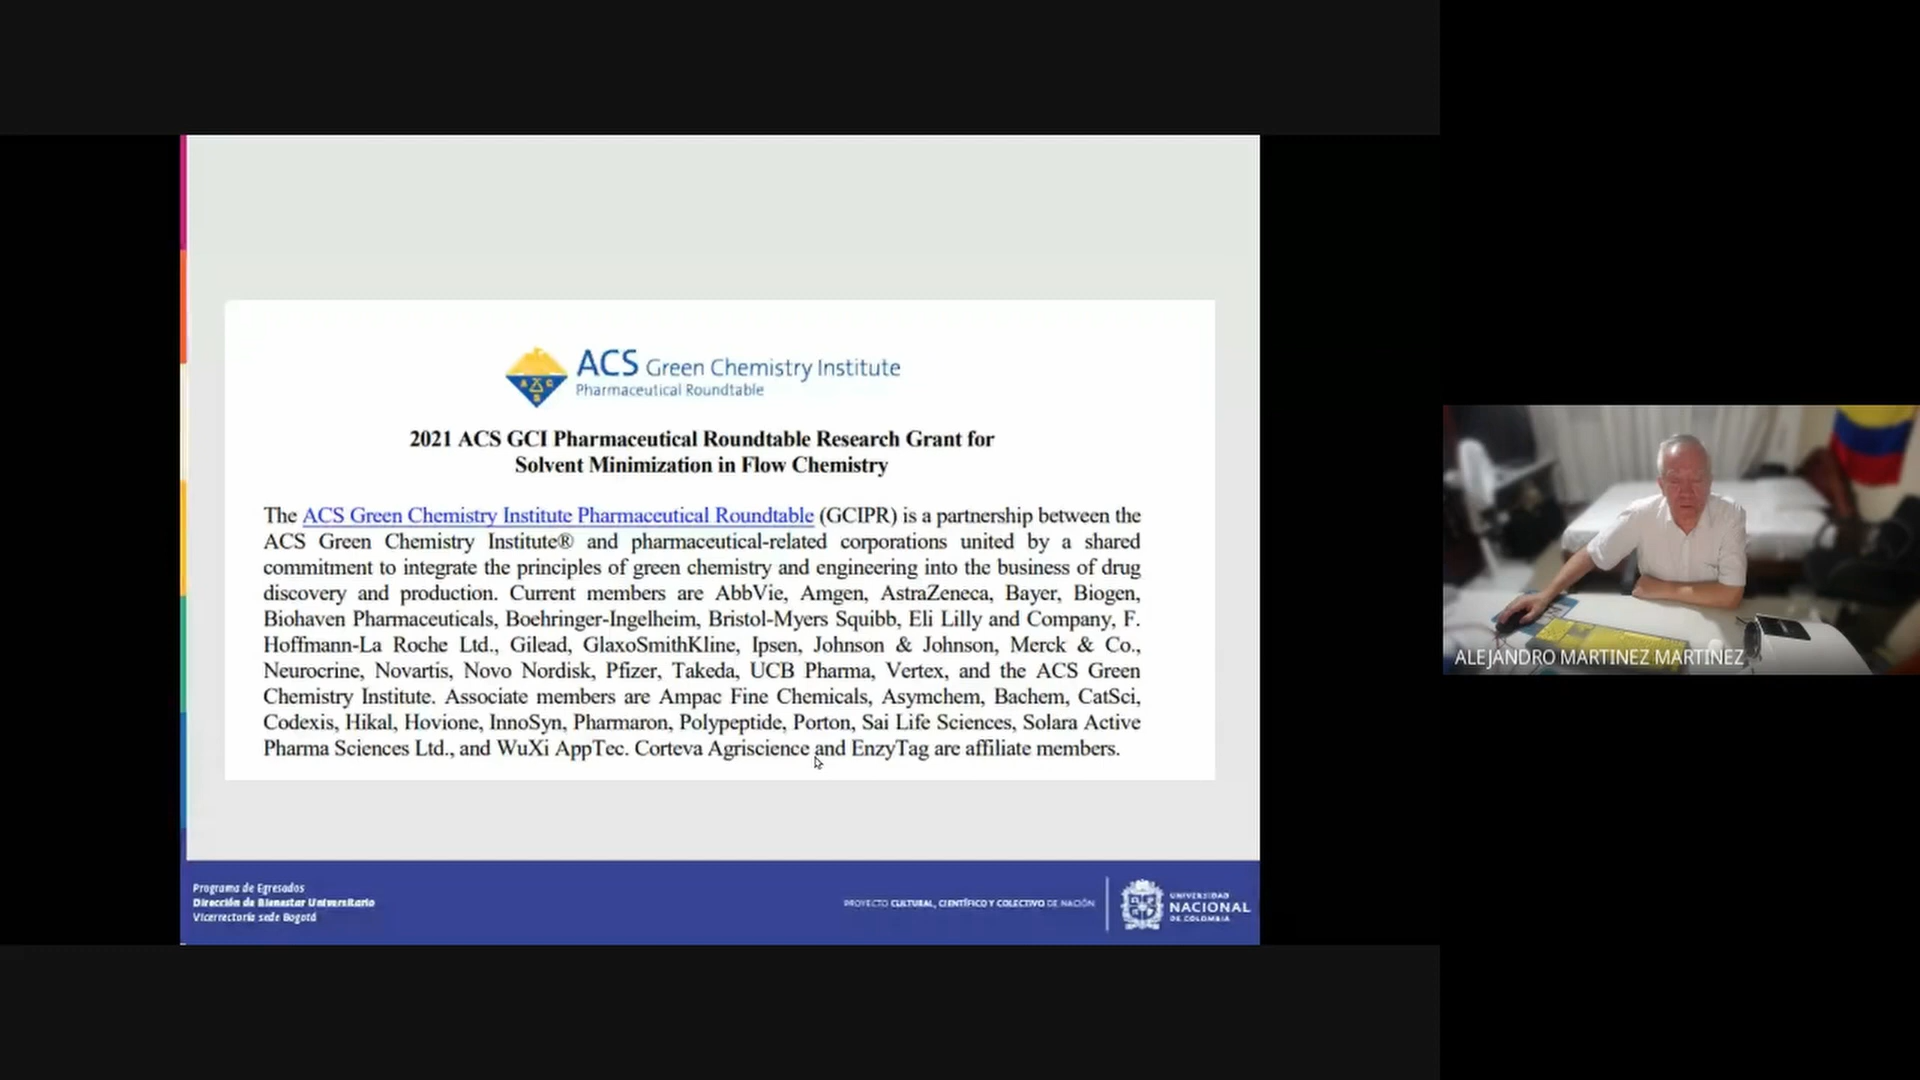 ACS Green Chemistry Institute
Pharmaceutical Roundtable
2021 ACS GCI Pharmaceutical Roundtable Research Grant for
Solvent Minimization in Flow Chemistry
The ACS Green Chemistry Institute Pharmaceutical Roundtable (GCIPR) is a partnership between the
ACS Green Chemistry Institute® and pharmaceutical-related corporations united by a shared
commitment to integrate the principles of green chemistry and engineering into the business of drug
discovery and production. Current members are AbbVie, Amgen, AstraZeneca, Bayer, Biogen,
Biohaven Pharmaceuticals, Boehringer-Ingelheim, Bristol-Myers Squibb, Eli Lilly and Company, F.
Hoffmann-La Roche Ltd., Gilead, GlaxoSmithKline, Ipsen, Johnson & Johnson, Merck & Co.,
Neurocrine, Novartis, Novo Nordisk, Pfizer, Takeda, UCB Pharma, Vertex, and the ACS Green
Chemistry Institute. Associate members are Ampac Fine Chemicals, Asymchem, Bachem, CatSci,
Codexis, Hikal, Hovione, InnoSyn, Pharmaron, Polypeptide, Porton, Sai Life Sciences, Solara Active
Pharma Sciences Ltd., and WuXi AppTec. Corteva Agriscience and EnzyTag are affiliate members.
Programa de Egresados
Dirección de Bienestar Universitario
Vicerrectoría sede Bogotá
PROYECTO CULTURAL, CIENTÍFICO Y COLECTIVO DE NACIÓN
UNIVERSIDAD
NACIONAL
DE COLOMBIA
ALEJANDRO MARTINEZ MARTINEZ